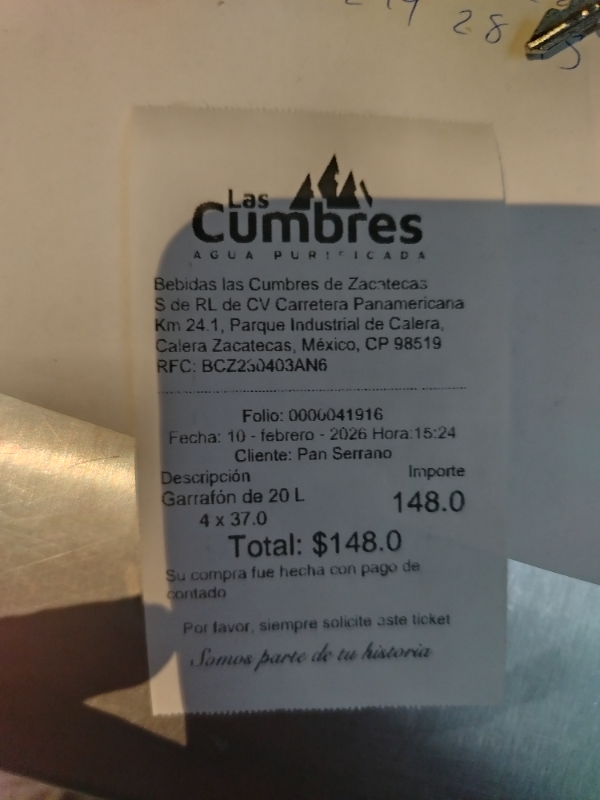 28
Las
Cumbres
AGUA PURIFICADA
Bebidas las Cumbres de Zacatecas
S de RL de CV Carretera Panamericana
Km 24.1, Parque Industrial de Calera,
Calera Zacatecas, México, CP 98519
RFC: BCZ230403AN6
Folio: 0000041916
Fecha: 10 - febrero - 2026 Hora:15:24
Cliente: Pan Serrano
Descripción Importe
Garrafón de 20 L 148.0
4 x 37.0
Total: $148.0
Su compra fue hecha con pago de
contado
Por favor, siempre solicite este ticket
Somos parte de tu historia